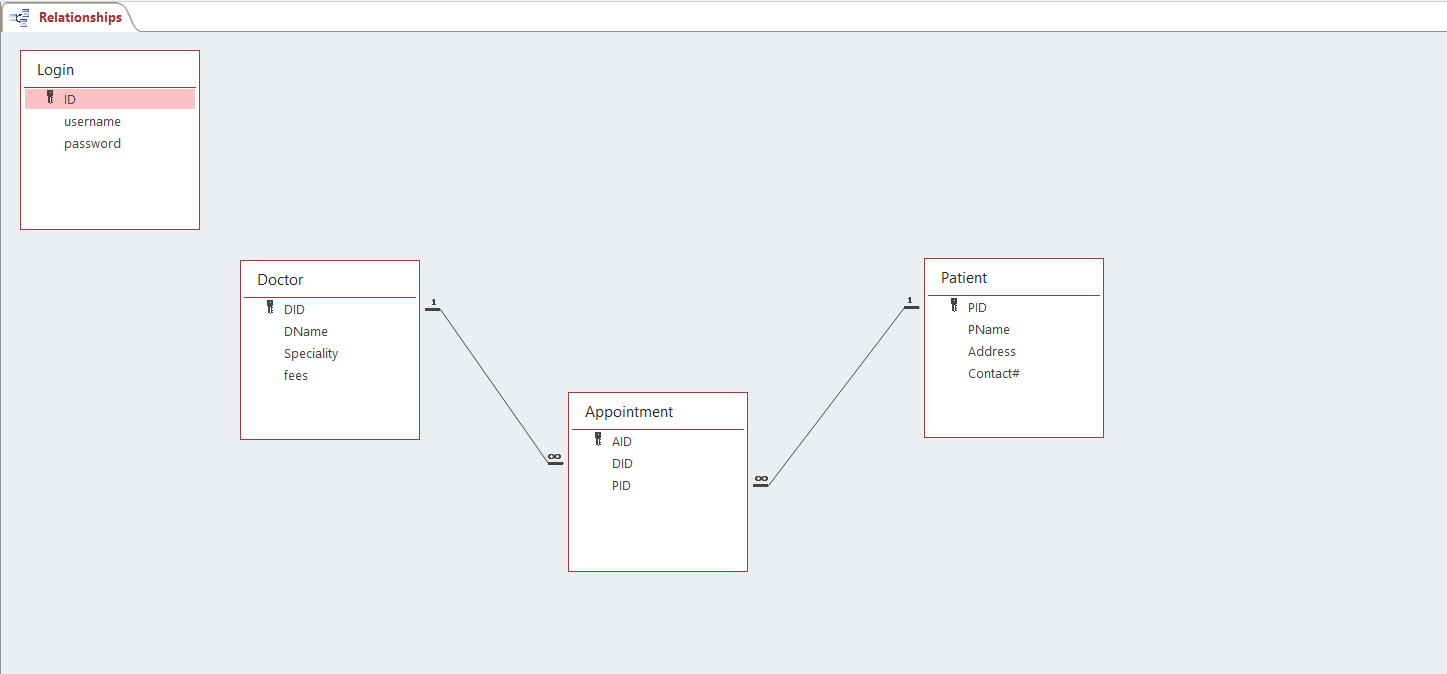 Relationships
Login
ID
username
password
Doctor
DID
DName
Speciality
fees
1
∞
Appointment
AID
DID
PID
∞
1
Patient
PID
PName
Address
Contact#